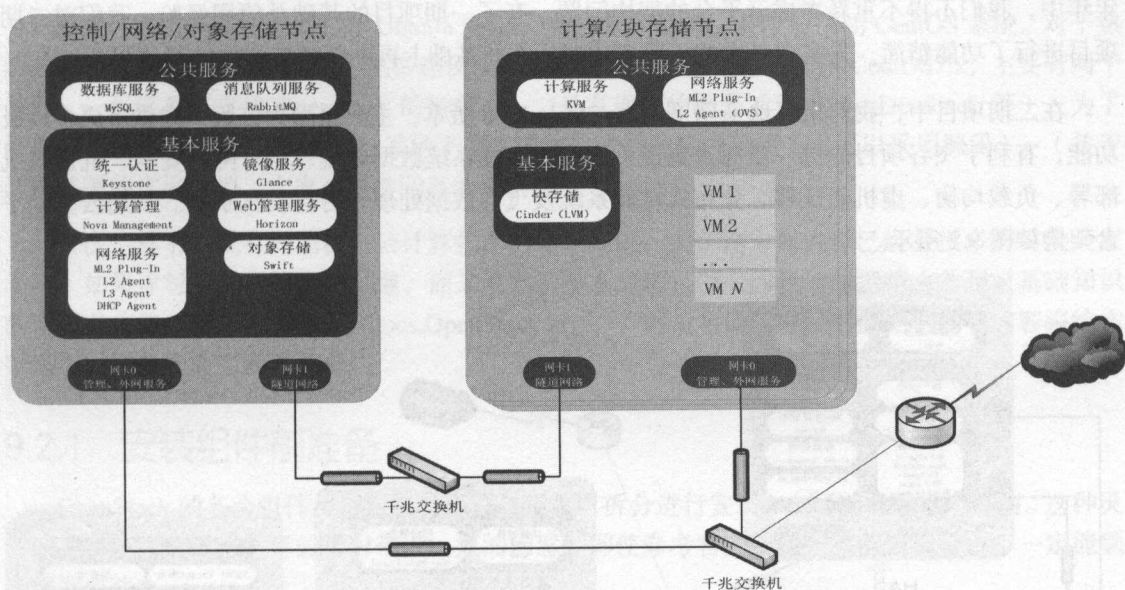 控制/网络/对象存储节点
公共服务
数据库服务
MySQL
消息队列服务
RabbitMQ
基本服务
统一认证
Keystone
镜像服务
Glance
计算管理
Nova Management
Web管理服务
Horizon
网络服务
ML2 Plug-In
L2 Agent
L3 Agent
DHCP Agent
对象存储
Swift
网卡0
管理、外网服务
网卡1
隧道网络
计算/块存储节点
公共服务
计算服务
KVM
网络服务
ML2 Plug-In
L2 Agent (OVS)
基本服务
快存储
Cinder (LVM)
VM 1
VM 2
...
VM N
网卡1
隧道网络
网卡0
管理、外网服务
千兆交换机
千兆交换机